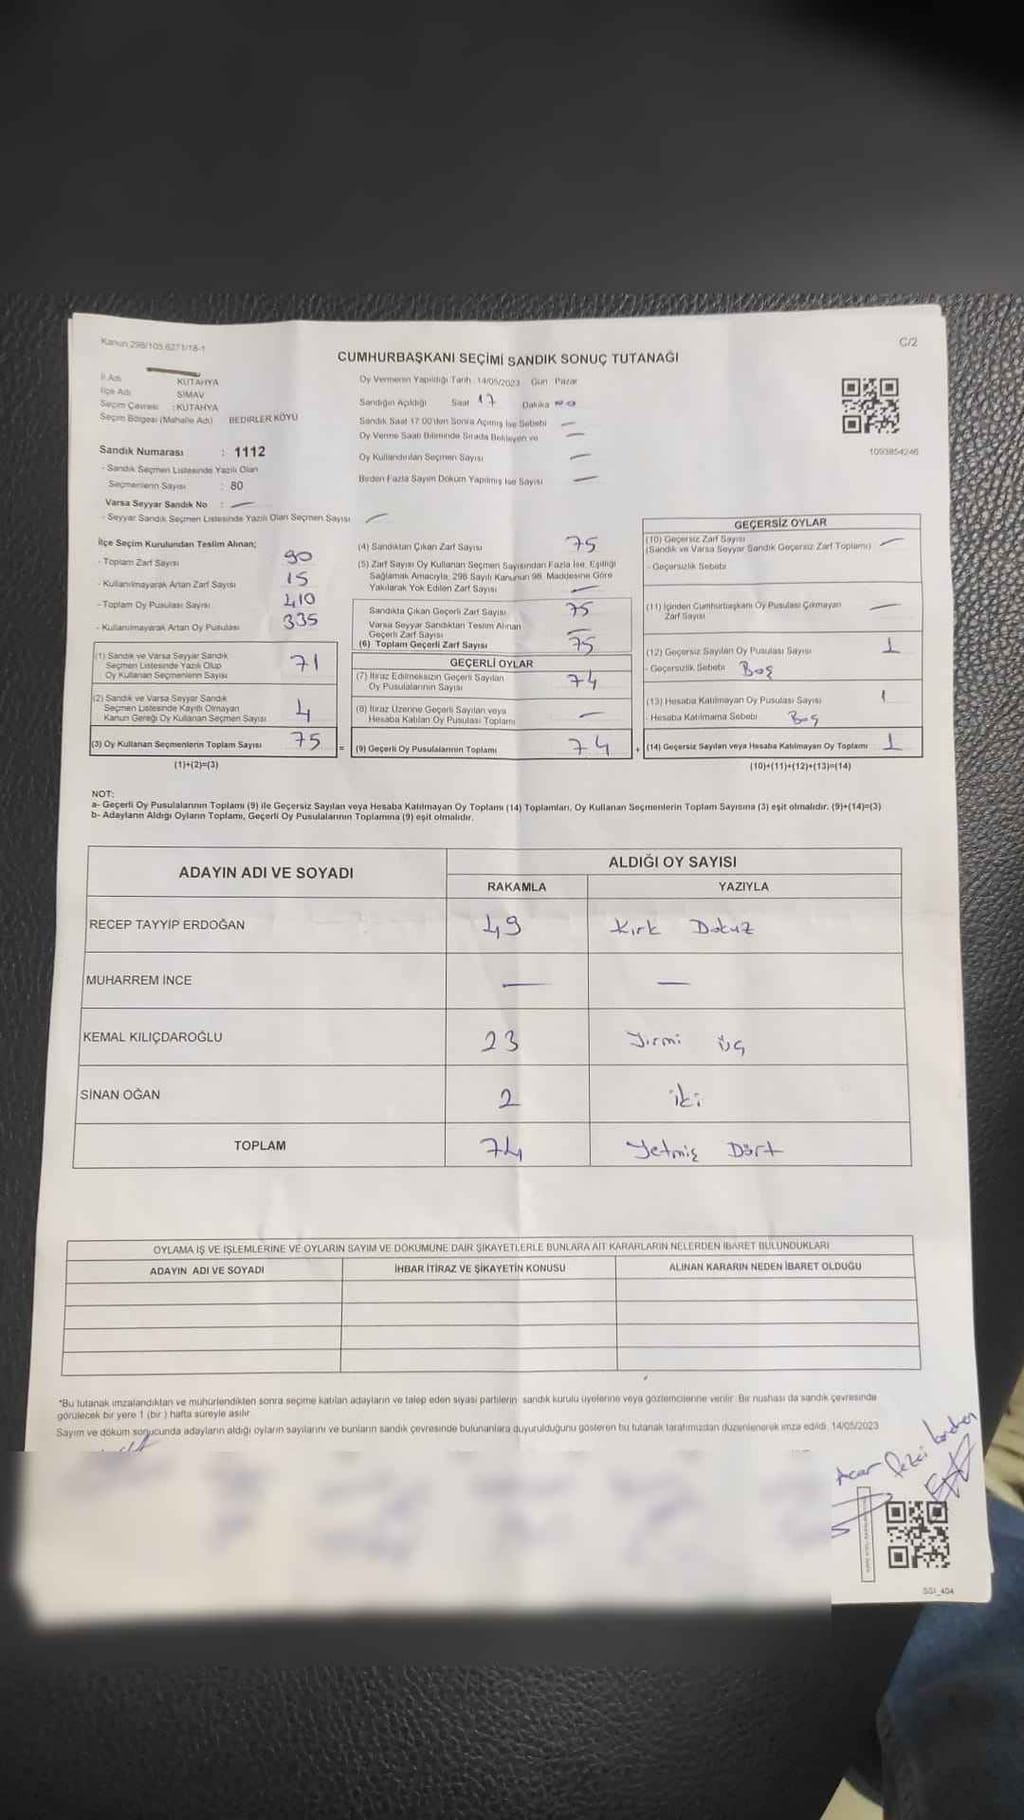 Kanun 298/105.6271/18-1
C/2
CUMHURBAŞKANI SEÇİMİ SANDIK SONUÇ TUTANAĞI
İl Adı KÜTAHYA
İlçe Adı SİMAV
Seçim Çevresi : KÜTAHYA
Seçim Bölgesi (Mahalle Adı) BEDİRLER KÖYÜ
Sandık Numarası : 1112
- Sandık Seçmen Listesinde Yazılı Olan
Seçmenlerin Sayısı : 80
Varsa Seyyar Sandık No : —
- Seyyar Sandık Seçmen Listesinde Yazılı Olan Seçmen Sayısı —
Oy Vermenin Yapıldığı Tarih 14/05/2023 Gün Pazar
Sandığın Açıldığı Saat 17 Dakika
Sandık Saat 17:00'den Sonra Açılmış İse Sebebi —
Oy Verme Saati Bitiminde Sırada Bekleyen ve —
Oy Kullandırılan Seçmen Sayısı —
Birden Fazla Sayım Döküm Yapılmış İse Sayısı —
1093854246
İlçe Seçim Kurulundan Teslim Alınan;
- Toplam Zarf Sayısı 90
- Kullanılmayarak Artan Zarf Sayısı 15
- Toplam Oy Pusulası Sayısı 410
- Kullanılmayarak Artan Oy Pusulası 335
(1) Sandık ve Varsa Seyyar Sandık
Seçmen Listesinde Yazılı Olup
Oy Kullanan Seçmenlerin Sayısı 71
(2) Sandık ve Varsa Seyyar Sandık
Seçmen Listesinde Kayıtlı Olmayan
Kanun Gereği Oy Kullanan Seçmen Sayısı 4
(3) Oy Kullanan Seçmenlerin Toplam Sayısı 75
(1)+(2)=(3)
(4) Sandıktan Çıkan Zarf Sayısı 75
(5) Zarf Sayısı Oy Kullanan Seçmen Sayısından Fazla İse, Eşitliği
Sağlamak Amacıyla, 298 Sayılı Kanunun 98. Maddesine Göre
Yakılarak Yok Edilen Zarf Sayısı —
Sandıkta Çıkan Geçerli Zarf Sayısı 75
Varsa Seyyar Sandıktan Teslim Alınan
Geçerli Zarf Sayısı —
(6) Toplam Geçerli Zarf Sayısı 75
GEÇERLİ OYLAR
(7) İtiraz Edilmeksizin Geçerli Sayılan
Oy Pusulalarının Sayısı 74
(8) İtiraz Üzerine Geçerli Sayılan veya
Hesaba Katılan Oy Pusulası Toplamı —
= (9) Geçerli Oy Pusulalarının Toplamı 74
GEÇERSİZ OYLAR
(10) Geçersiz Zarf Sayısı
(Sandık ve Varsa Seyyar Sandık Geçersiz Zarf Toplamı) —
- Geçersizlik Sebebi
(11) İçinden Cumhurbaşkanı Oy Pusulası Çıkmayan
Zarf Sayısı —
(12) Geçersiz Sayılan Oy Pusulası Sayısı 1
- Geçersizlik Sebebi Boş
(13) Hesaba Katılmayan Oy Pusulası Sayısı 1
- Hesaba Katılmama Sebebi Boş
+ (14) Geçersiz Sayılan veya Hesaba Katılmayan Oy Toplamı 1
(10)+(11)+(12)+(13)=(14)
NOT:
a- Geçerli Oy Pusulalarının Toplamı (9) ile Geçersiz Sayılan veya Hesaba Katılmayan Oy Toplamı (14) Toplamları, Oy Kullanan Seçmenlerin Toplam Sayısına (3) eşit olmalıdır. (9)+(14)=(3)
b- Adayların Aldığı Oyların Toplamı, Geçerli Oy Pusulalarının Toplamına (9) eşit olmalıdır.
ADAYIN ADI VE SOYADI ALDIĞI OY SAYISI
RAKAMLA YAZIYLA
RECEP TAYYİP ERDOĞAN 49 Kırk Dokuz
MUHARREM İNCE — —
KEMAL KILIÇDAROĞLU 23 Yirmi üç
SİNAN OĞAN 2 iki
TOPLAM 74 Yetmiş Dört
OYLAMA İŞ VE İŞLEMLERİNE VE OYLARIN SAYIM VE DÖKÜMÜNE DAİR ŞİKAYETLERLE BUNLARA AİT KARARLARIN NELERDEN İBARET BULUNDUKLARI
ADAYIN ADI VE SOYADI İHBAR İTİRAZ VE ŞİKAYETİN KONUSU ALINAN KARARIN NEDEN İBARET OLDUĞU
*Bu tutanak imzalandıktan ve mühürlendikten sonra seçime katılan adayların ve talep eden siyasi partilerin sandık kurulu üyelerine veya gözlemcilerine verilir. Bir nüshası da sandık çevresinde
görülecek bir yere 1 (bir ) hafta süreyle asılır.
Sayım ve döküm sonucunda adayların aldığı oyların sayılarını ve bunların sandık çevresinde bulunanlara duyurulduğunu gösteren bu tutanak tarafımızdan düzenlenerek imza edildi. 14/05/2023
SGI_404